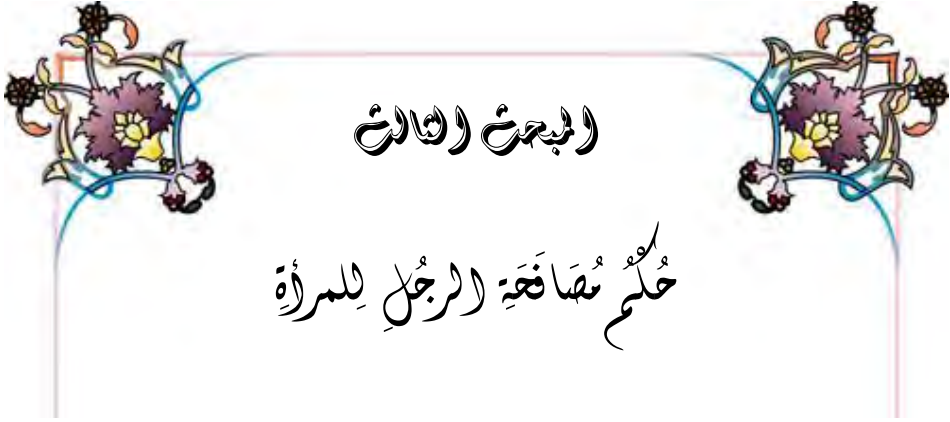 المبحث الثالث
حُكْمُ مُصَافَحَةِ الرجُلِ لِلمرأةِ